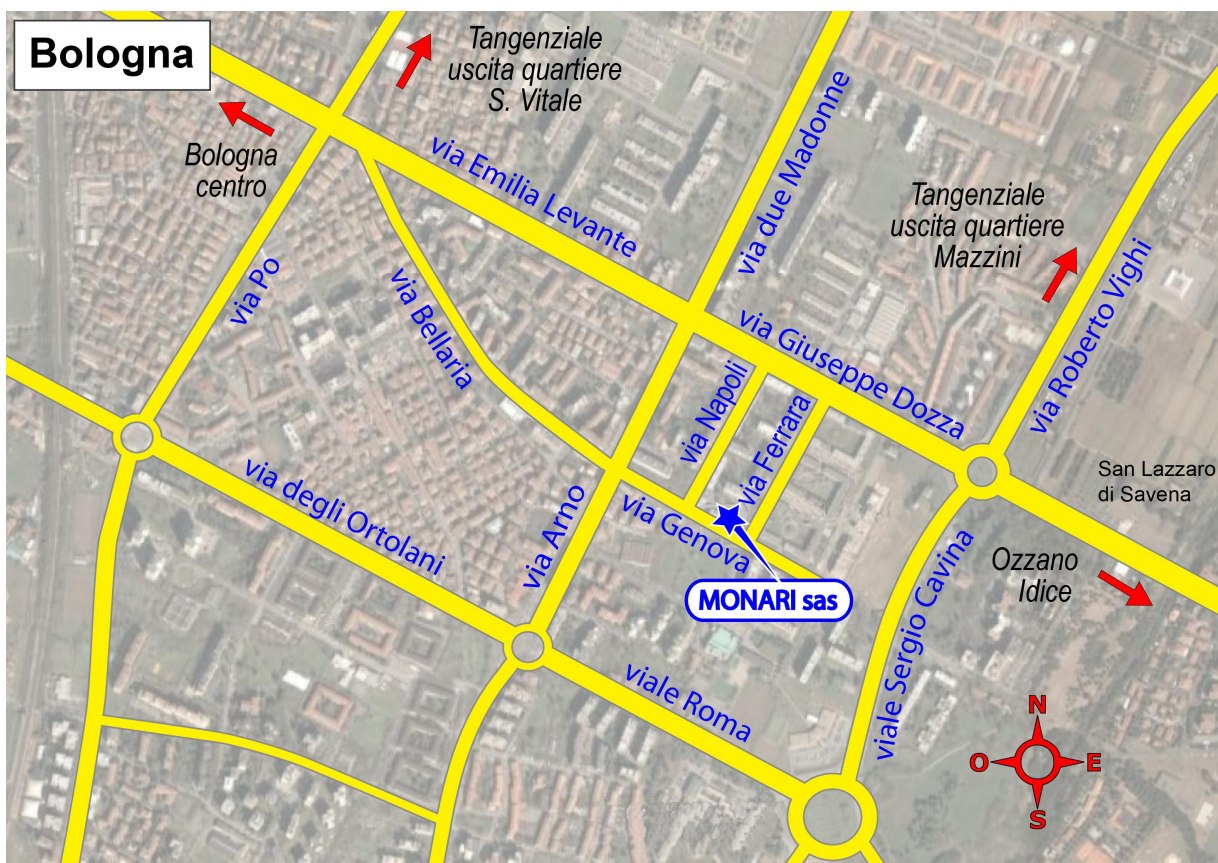 Bologna
Tangenziale
uscita quartiere
S. Vitale
Bologna
centro
via Emilia Levante
via due Madonne
Tangenziale
uscita quartiere
Mazzini
via Po
via Bellaria
via Giuseppe Dozza
via Roberto Vighi
via Napoli
via Ferrara
San Lazzaro
di Savena
via degli Ortolani
via Arno
via Genova
viale Sergio Cavina
Ozzano
Idice
MONARI sas
viale Roma
N
O
E
S